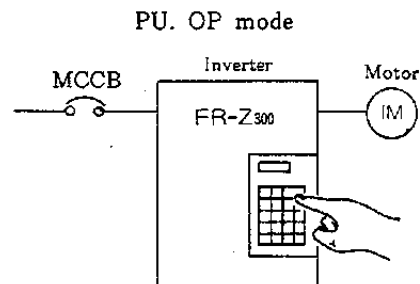 PU. OP mode
Inverter
MCCB
Motor
FR-Z300
IM